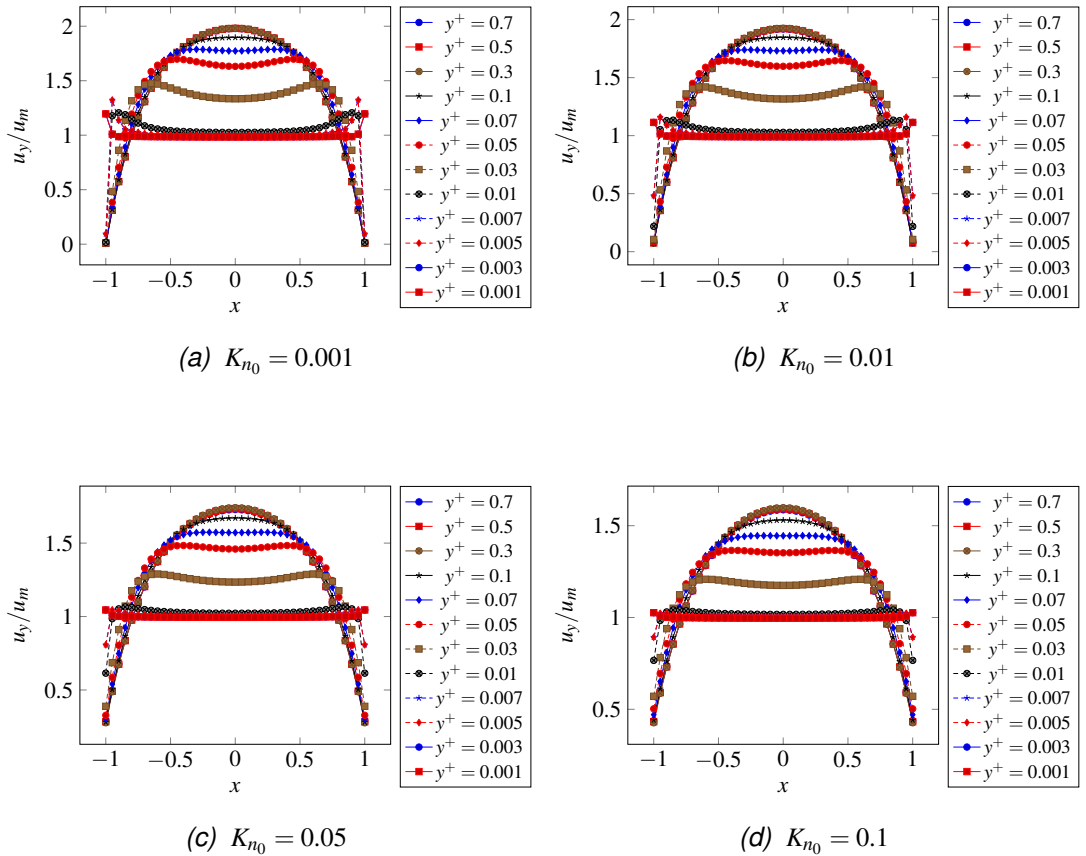 2
1.5
1
0.5
0
−1 −0.5 0 0.5 1
x
u_y/u_m
y⁺ = 0.7
y⁺ = 0.5
y⁺ = 0.3
y⁺ = 0.1
y⁺ = 0.07
y⁺ = 0.05
y⁺ = 0.03
y⁺ = 0.01
y⁺ = 0.007
y⁺ = 0.005
y⁺ = 0.003
y⁺ = 0.001
(a) K_{n_0} = 0.001
2
1.5
1
0.5
0
−1 −0.5 0 0.5 1
x
u_y/u_m
y⁺ = 0.7
y⁺ = 0.5
y⁺ = 0.3
y⁺ = 0.1
y⁺ = 0.07
y⁺ = 0.05
y⁺ = 0.03
y⁺ = 0.01
y⁺ = 0.007
y⁺ = 0.005
y⁺ = 0.003
y⁺ = 0.001
(b) K_{n_0} = 0.01
1.5
1
0.5
−1 −0.5 0 0.5 1
x
u_y/u_m
y⁺ = 0.7
y⁺ = 0.5
y⁺ = 0.3
y⁺ = 0.1
y⁺ = 0.07
y⁺ = 0.05
y⁺ = 0.03
y⁺ = 0.01
y⁺ = 0.007
y⁺ = 0.005
y⁺ = 0.003
y⁺ = 0.001
(c) K_{n_0} = 0.05
1.5
1
0.5
−1 −0.5 0 0.5 1
x
u_y/u_m
y⁺ = 0.7
y⁺ = 0.5
y⁺ = 0.3
y⁺ = 0.1
y⁺ = 0.07
y⁺ = 0.05
y⁺ = 0.03
y⁺ = 0.01
y⁺ = 0.007
y⁺ = 0.005
y⁺ = 0.003
y⁺ = 0.001
(d) K_{n_0} = 0.1